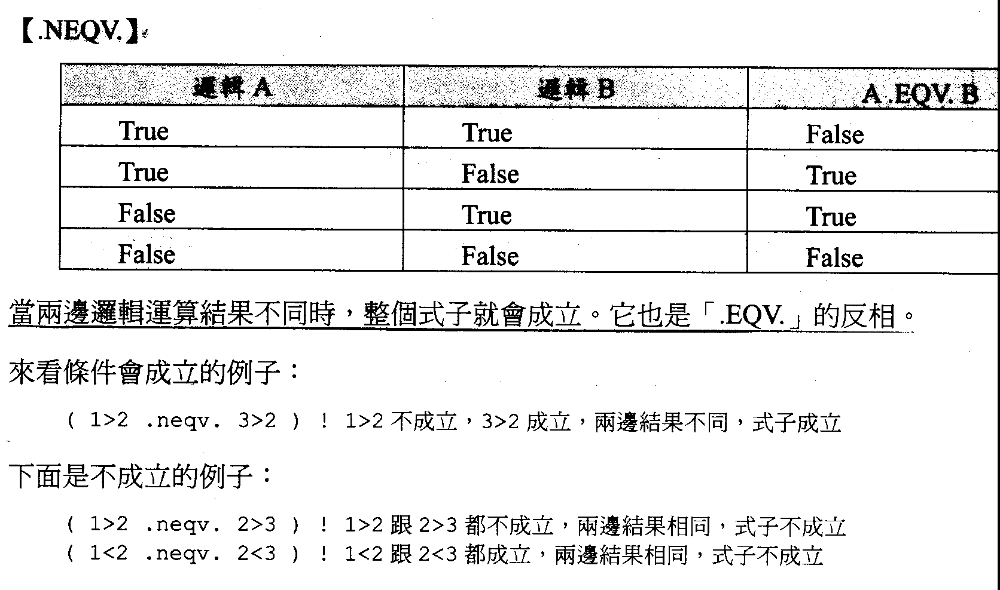 【.NEQV.】
邏輯 A 邏輯 B A .EQV. B
True True False
True False True
False True True
False False False
當兩邊邏輯運算結果不同時，整個式子就會成立。它也是「.EQV.」的反相。
來看條件會成立的例子：
( 1>2 .neqv. 3>2 ) ! 1>2 不成立，3>2 成立，兩邊結果不同，式子成立
下面是不成立的例子：
( 1>2 .neqv. 2>3 ) ! 1>2 跟 2>3 都不成立，兩邊結果相同，式子不成立
( 1<2 .neqv. 2<3 ) ! 1<2 跟 2<3 都成立，兩邊結果相同，式子不成立